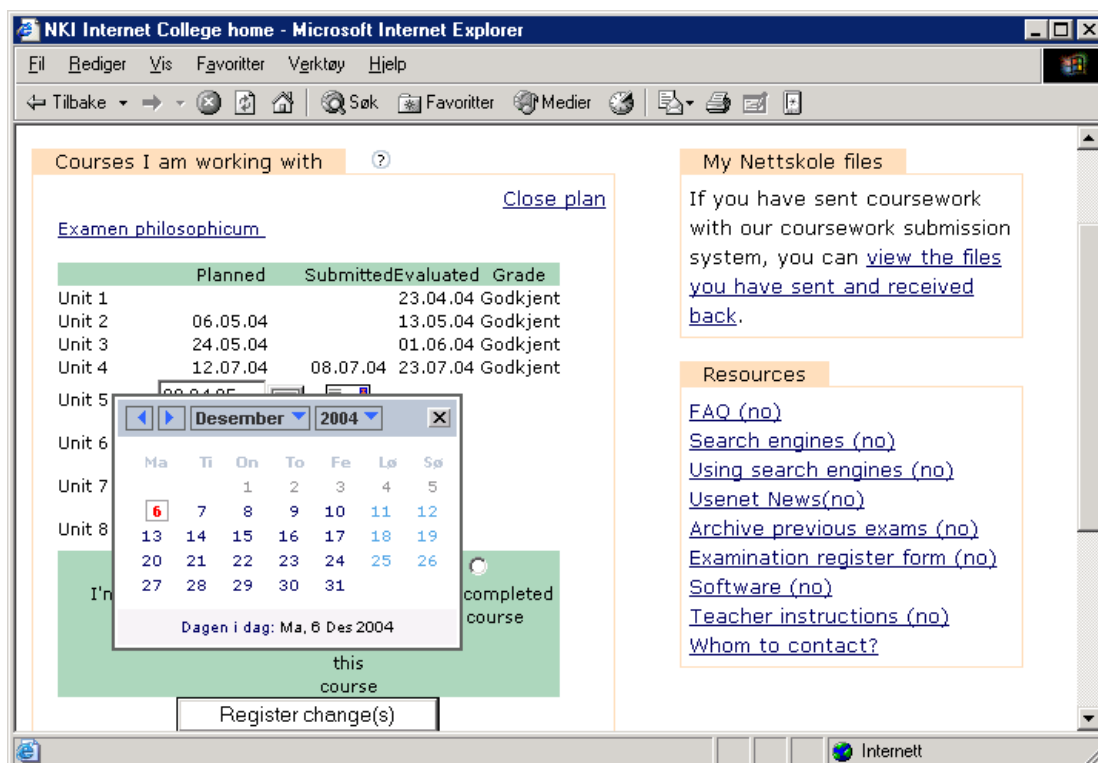 NKI Internet College home - Microsoft Internet Explorer
Fil Rediger Vis Favoritter Verktøy Hjelp
Tilbake Søk Favoritter Medier
Courses I am working with ?
Close plan
Examen philosophicum
Planned Submitted Evaluated Grade
Unit 1 23.04.04 Godkjent
Unit 2 06.05.04 13.05.04 Godkjent
Unit 3 24.05.04 01.06.04 Godkjent
Unit 4 12.07.04 08.07.04 23.07.04 Godkjent
Unit 5
Unit 6
Unit 7
Unit 8
Desember 2004
Ma Ti On To Fe Lø Sø
1 2 3 4 5
6 7 8 9 10 11 12
13 14 15 16 17 18 19
20 21 22 23 24 25 26
27 28 29 30 31
Dagen i dag: Ma, 6 Des 2004
I'm
completed
course
this
course
Register change(s)
My Nettskole files
If you have sent coursework
with our coursework submission
system, you can view the files
you have sent and received
back.
Resources
FAQ (no)
Search engines (no)
Using search engines (no)
Usenet News(no)
Archive previous exams (no)
Examination register form (no)
Software (no)
Teacher instructions (no)
Whom to contact?
Internett